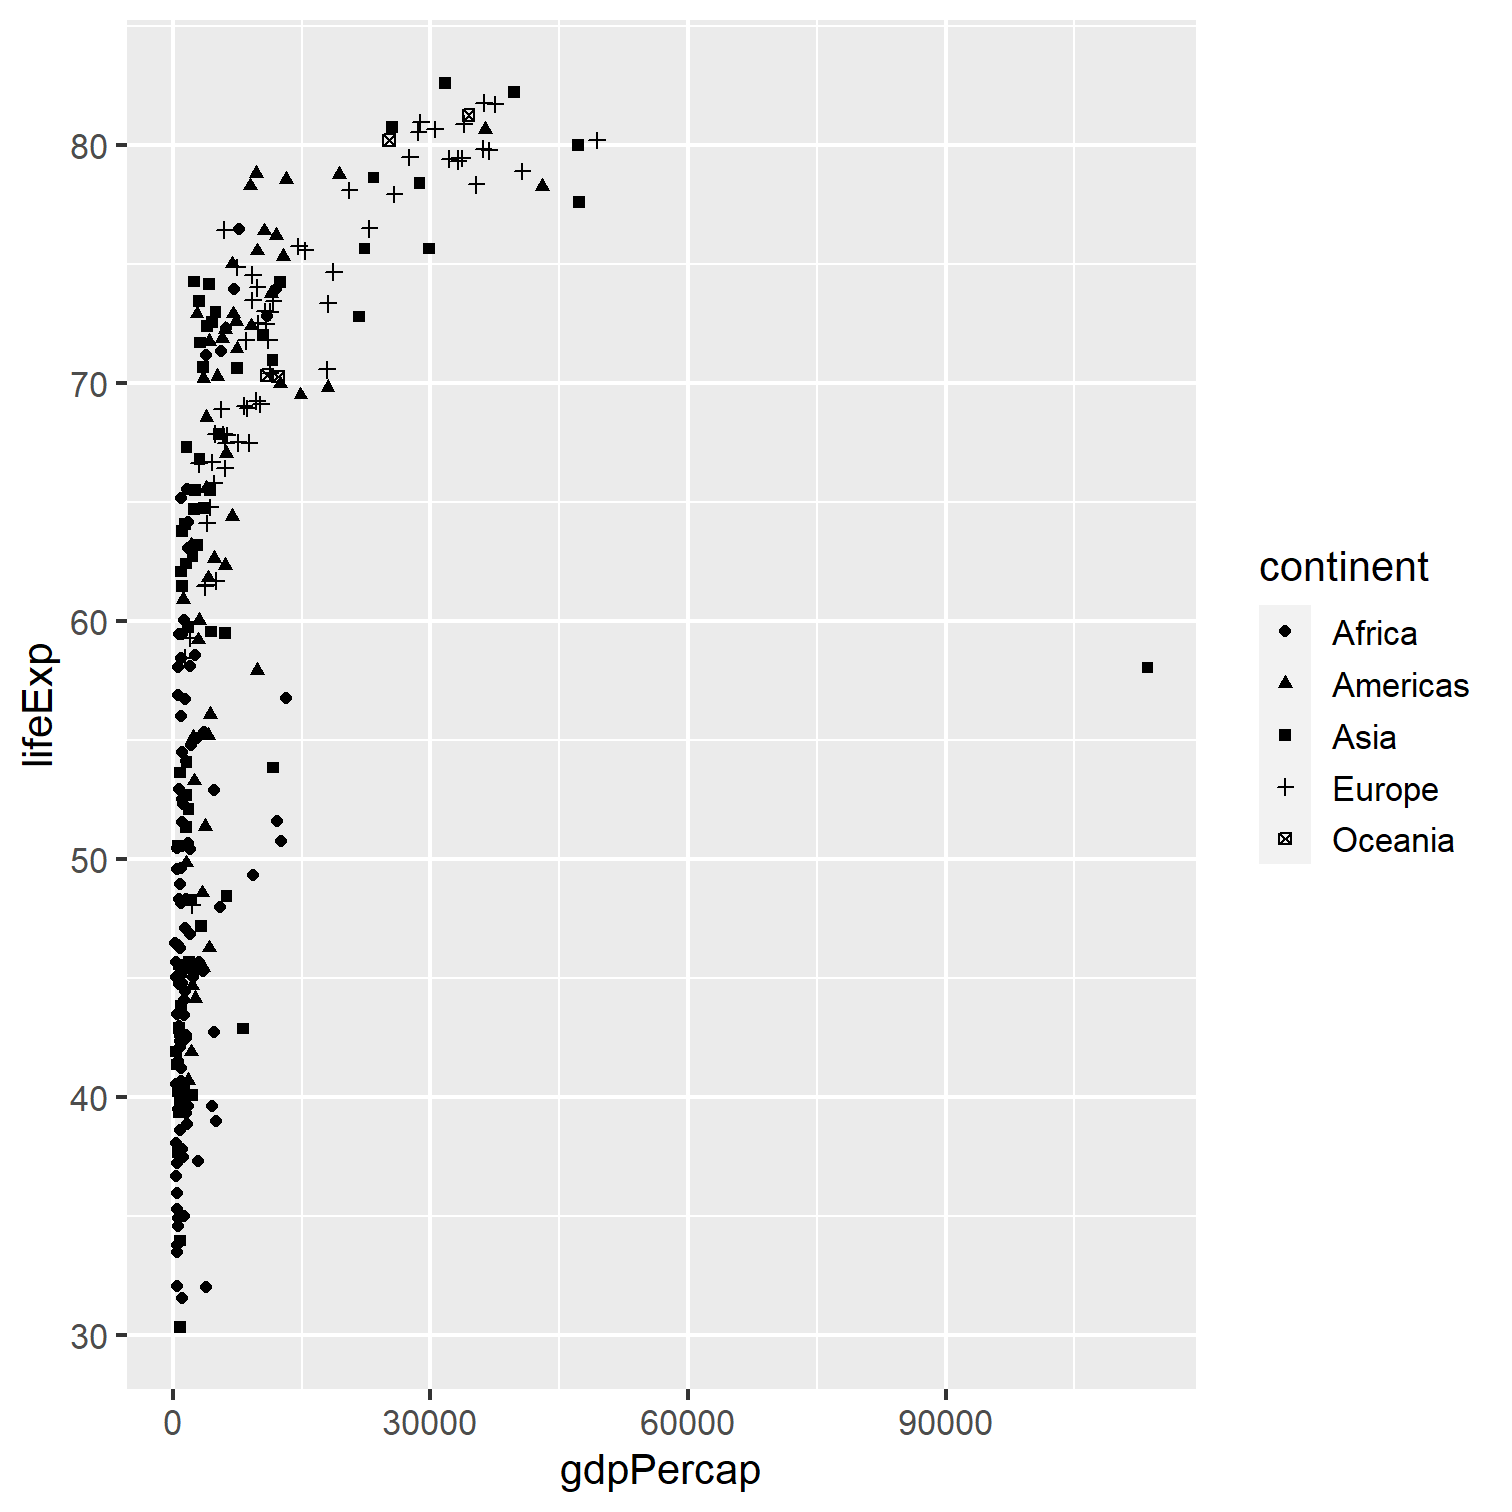 80
70
60
50
40
30
lifeExp
0 30000 60000 90000
gdpPercap
continent
Africa
Americas
Asia
Europe
Oceania